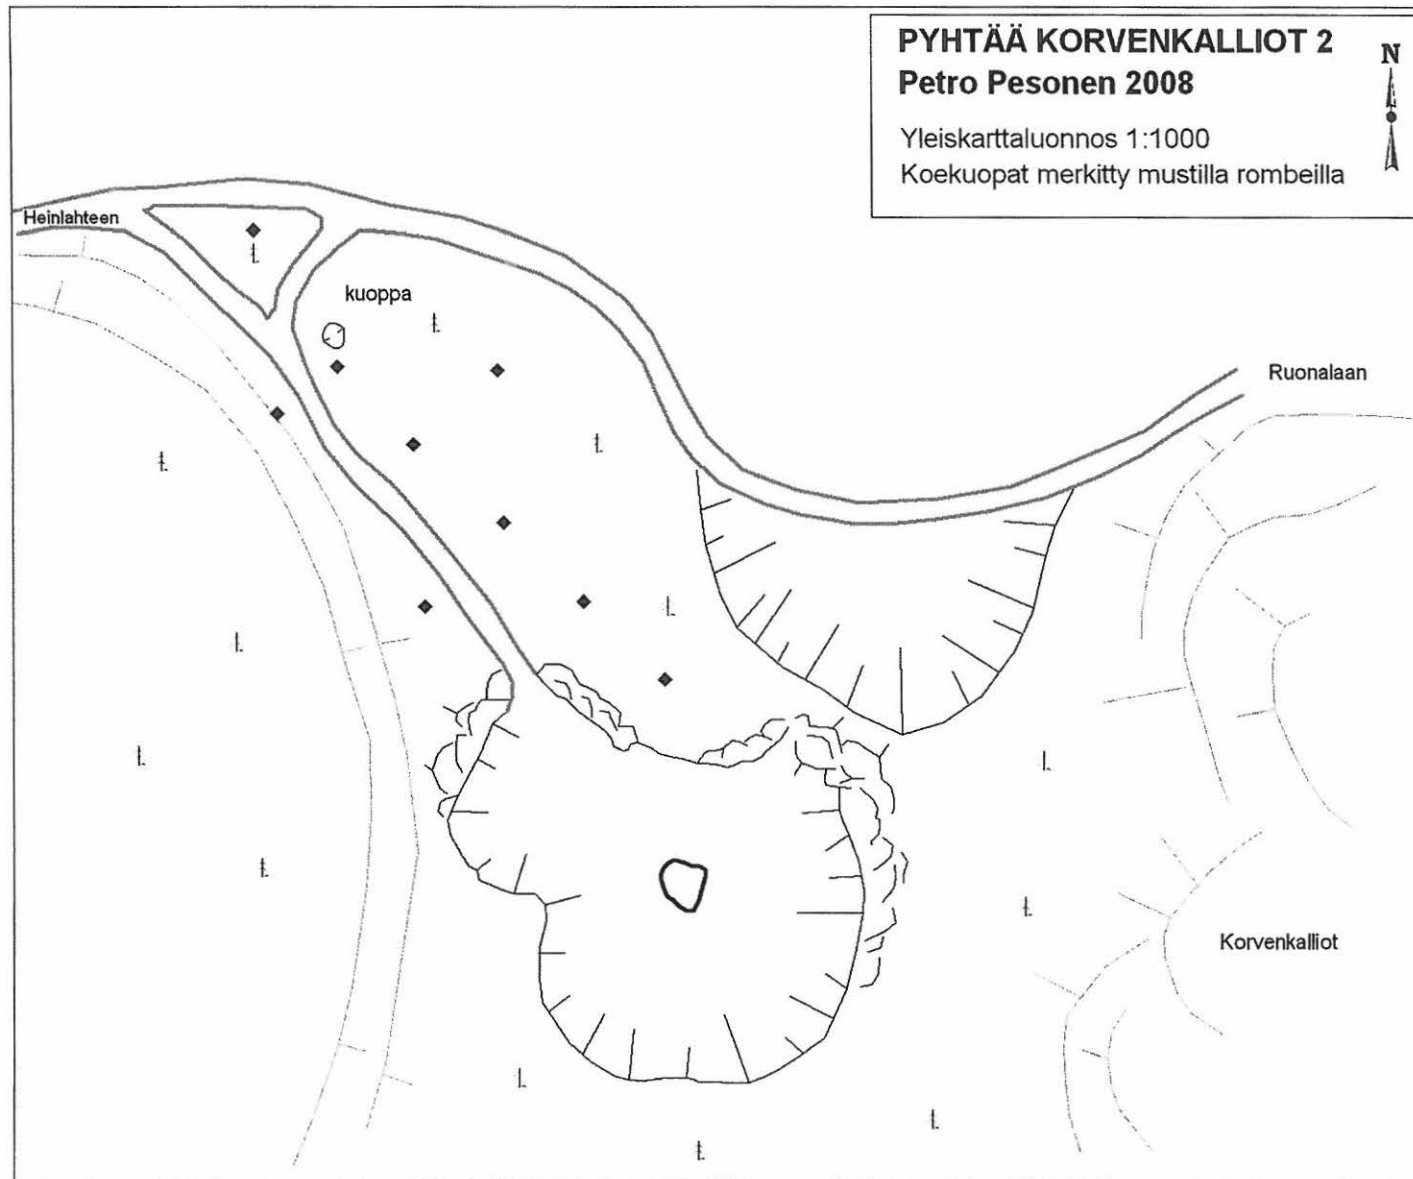 PYHTÄÄ KORVENKALLIOT 2
Petro Pesonen 2008
N
Yleiskarttaluonnos 1:1000
Koekuopat merkitty mustilla rombeilla
Heinlahteen
kuoppa
Ruonalaan
Korvenkalliot